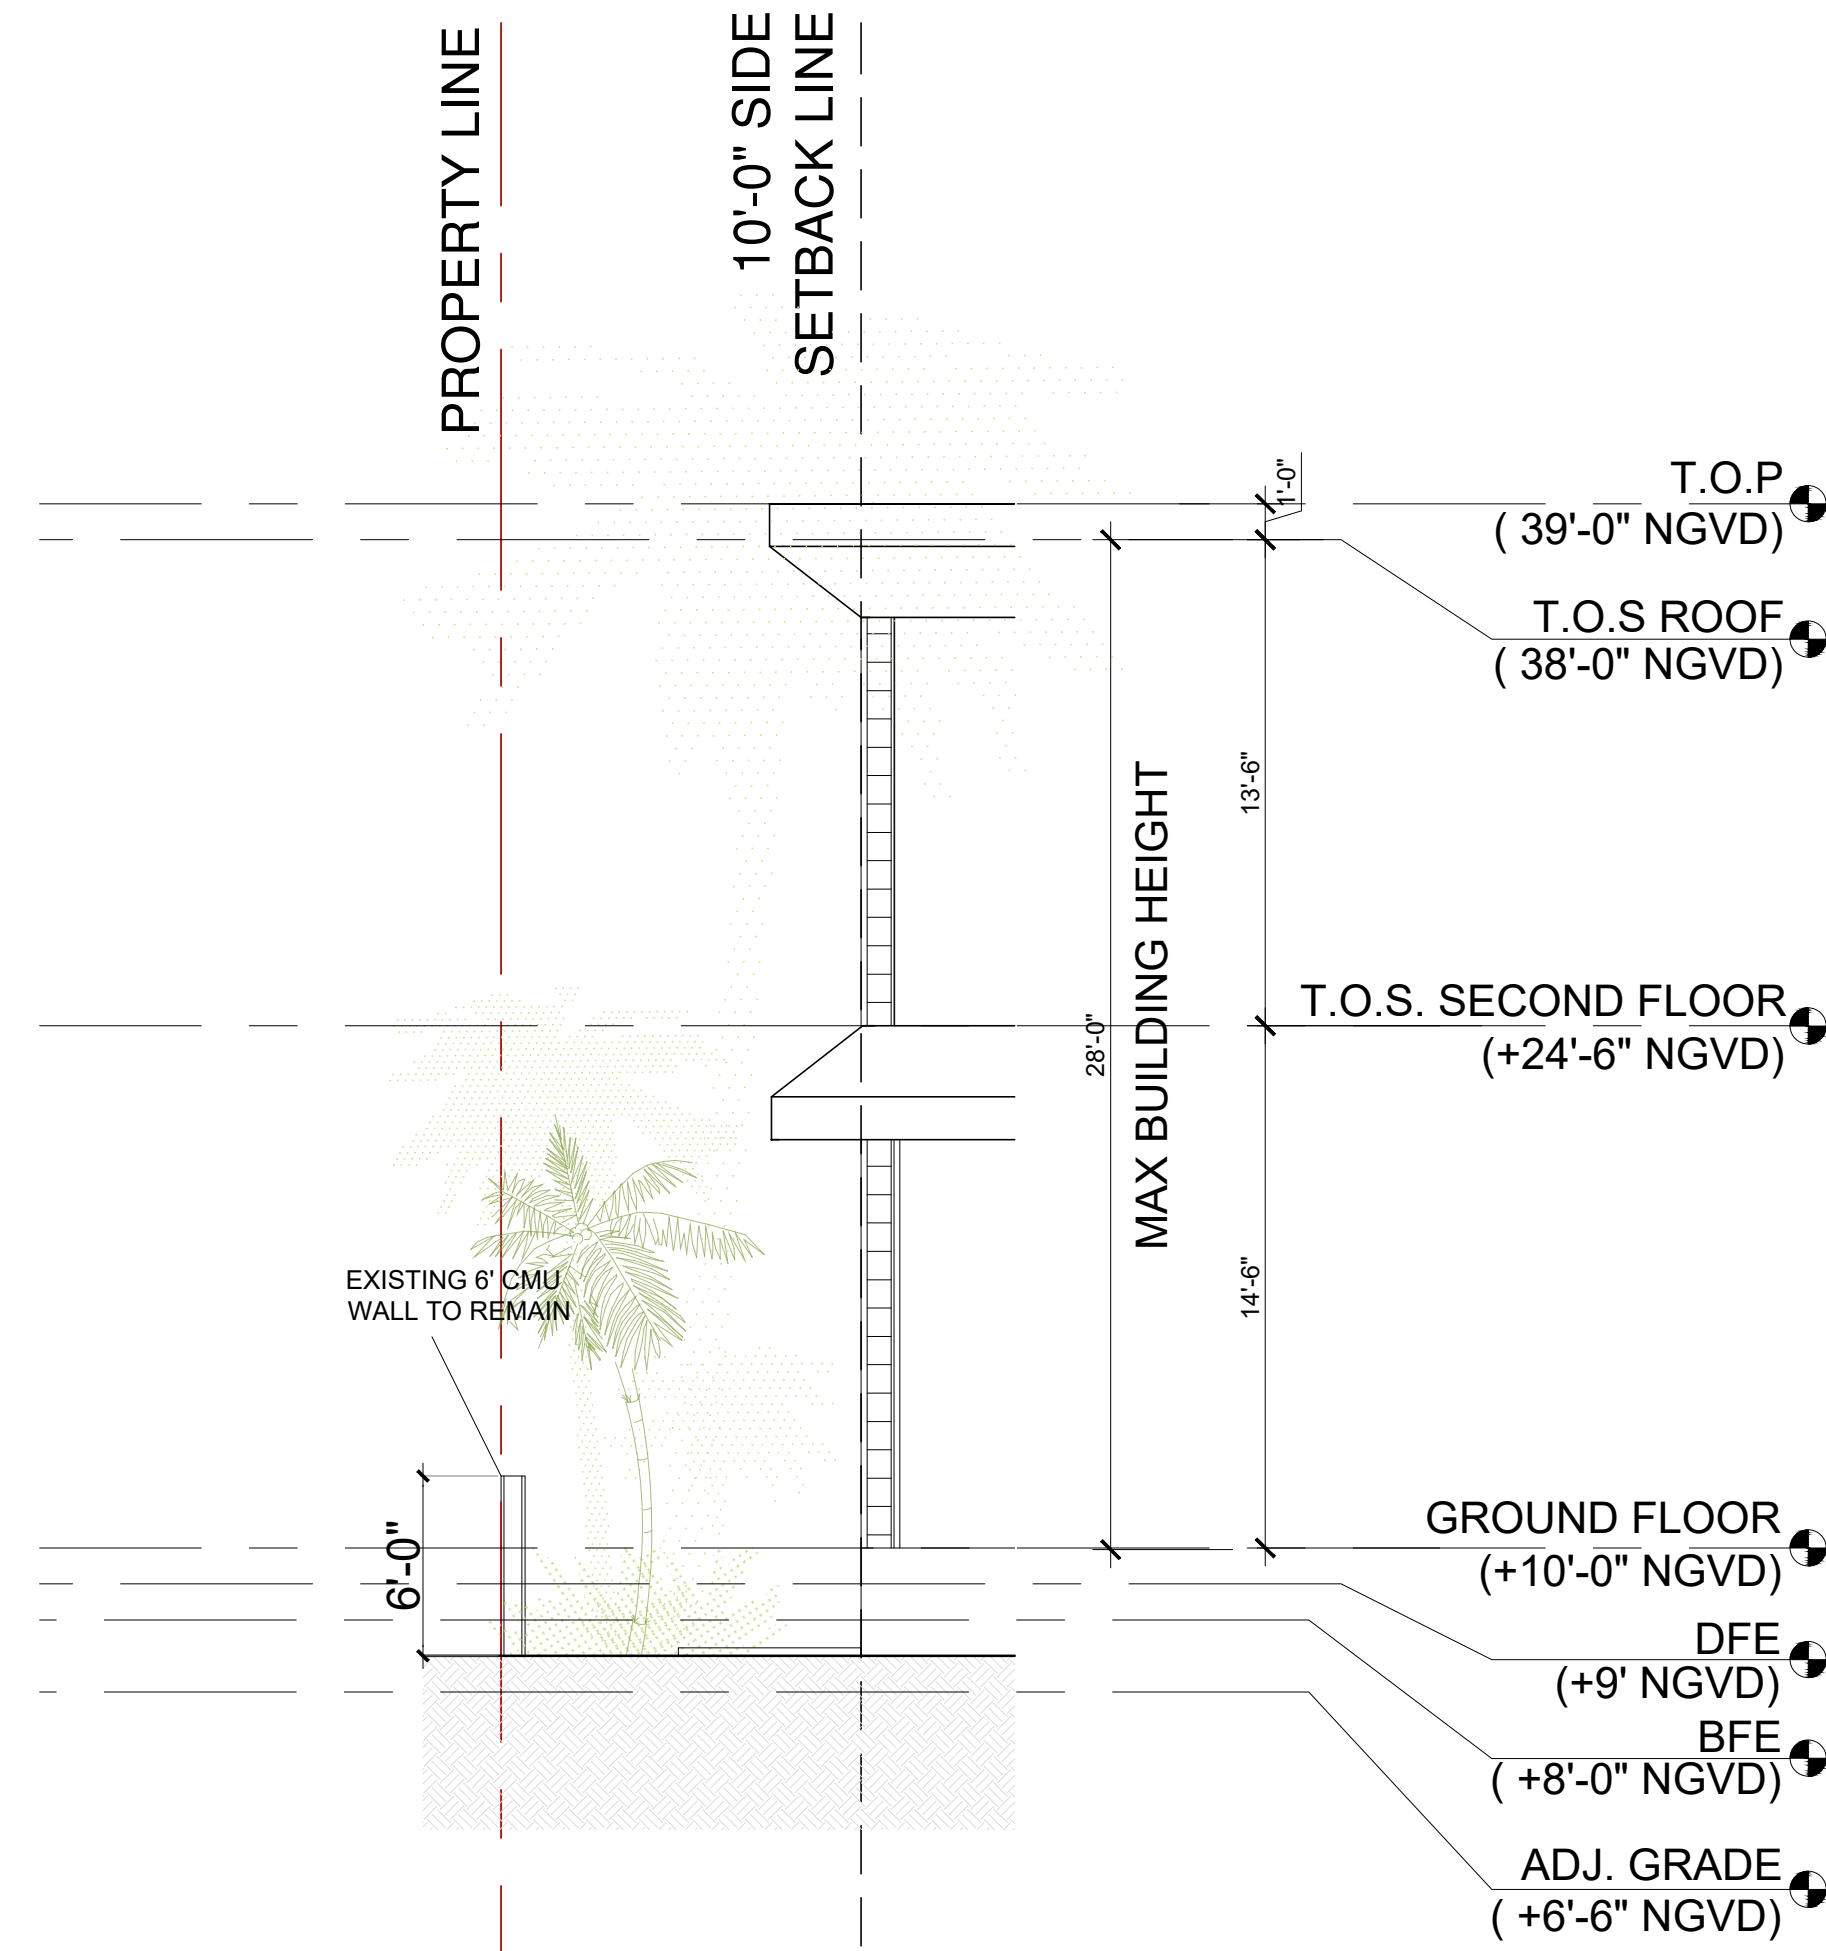 PROPERTY LINE
10'-0" SIDE
SETBACK LINE
1'-0"
T.O.P
( 39'-0" NGVD)
T.O.S ROOF
( 38'-0" NGVD)
13'-6"
MAX BUILDING HEIGHT
28'-0"
T.O.S. SECOND FLOOR
(+24'-6" NGVD)
14'-6"
EXISTING 6' CMU
WALL TO REMAIN
6'-0"
GROUND FLOOR
(+10'-0" NGVD)
DFE
(+9' NGVD)
BFE
( +8'-0" NGVD)
ADJ. GRADE
( +6'-6" NGVD)